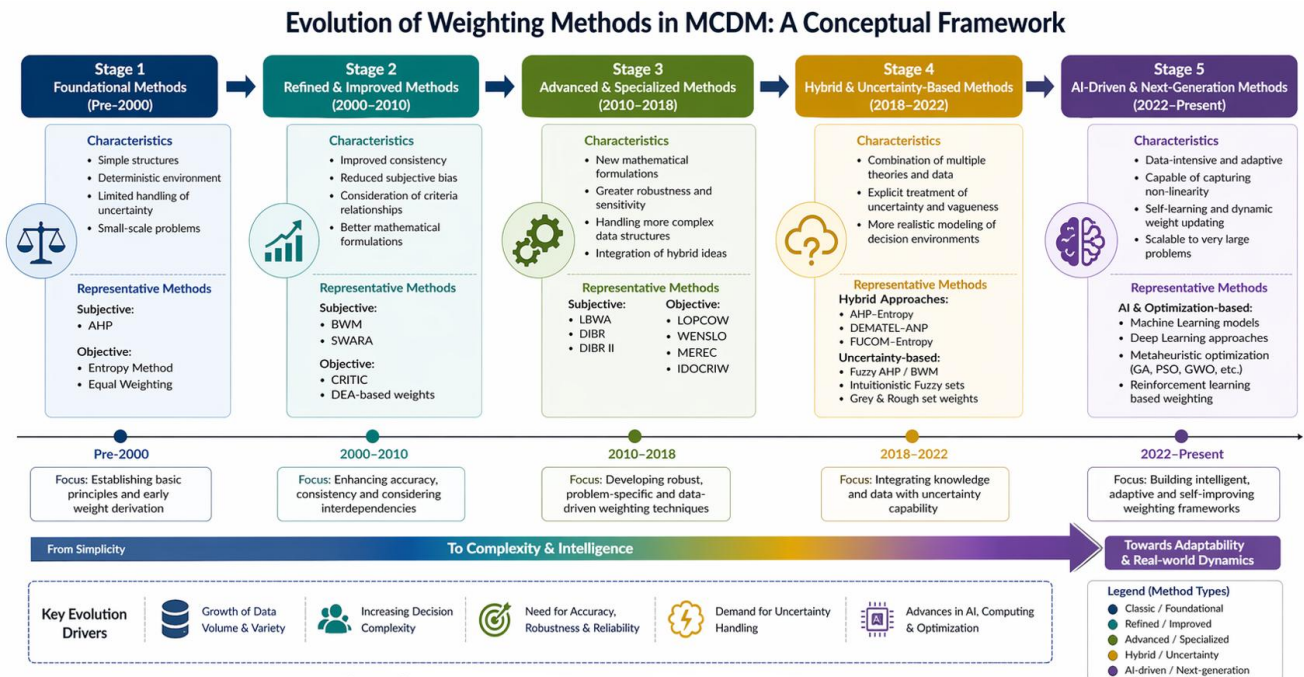 Evolution of Weighting Methods in MCDM: A Conceptual Framework
Stage 1
Foundational Methods
(Pre-2000)
Stage 2
Refined & Improved Methods
(2000–2010)
Stage 3
Advanced & Specialized Methods
(2010–2018)
Stage 4
Hybrid & Uncertainty-Based Methods
(2018–2022)
Stage 5
AI-Driven & Next-Generation Methods
(2022–Present)
Characteristics
• Simple structures
• Deterministic environment
• Limited handling of
uncertainty
• Small-scale problems
Representative Methods
Subjective:
• AHP
Objective:
• Entropy Method
• Equal Weighting
Characteristics
• Improved consistency
• Reduced subjective bias
• Consideration of criteria
relationships
• Better mathematical
formulations
Representative Methods
Subjective:
• BWM
• SWARA
Objective:
• CRITIC
• DEA-based weights
Characteristics
• New mathematical
formulations
• Greater robustness and
sensitivity
• Handling more complex
data structures
• Integration of hybrid ideas
Representative Methods
Subjective:
• LBWA
• DIBR
• DIBR II
Objective:
• LOPCOW
• WENSLO
• MEREC
• IDOCRIW
Characteristics
• Combination of multiple
theories and data
• Explicit treatment of
uncertainty and vagueness
• More realistic modeling of
decision environments
Representative Methods
Hybrid Approaches:
• AHP–Entropy
• DEMATEL–ANP
• FUCOM–Entropy
Uncertainty-based:
• Fuzzy AHP / BWM
• Intuitionistic Fuzzy sets
• Grey & Rough set weights
Characteristics
• Data-intensive and adaptive
• Capable of capturing
non-linearity
• Self-learning and dynamic
weight updating
• Scalable to very large
problems
Representative Methods
AI & Optimization-based:
• Machine Learning models
• Deep Learning approaches
• Metaheuristic optimization
(GA, PSO, GWO, etc.)
• Reinforcement learning
based weighting
Pre-2000
2000–2010
2010–2018
2018–2022
2022–Present
Focus: Establishing basic
principles and early
weight derivation
Focus: Enhancing accuracy,
consistency and considering
interdependencies
Focus: Developing robust,
problem-specific and data-
driven weighting techniques
Focus: Integrating knowledge
and data with uncertainty
capability
Focus: Building intelligent,
adaptive and self-improving
weighting frameworks
From Simplicity
To Complexity & Intelligence
Towards Adaptability
& Real-world Dynamics
Key Evolution
Drivers
Growth of Data
Volume & Variety
Increasing Decision
Complexity
Need for Accuracy,
Robustness & Reliability
Demand for Uncertainty
Handling
AI
Advances in AI, Computing
& Optimization
Legend (Method Types)
Classic / Foundational
Refined / Improved
Advanced / Specialized
Hybrid / Uncertainty
AI-driven / Next-generation